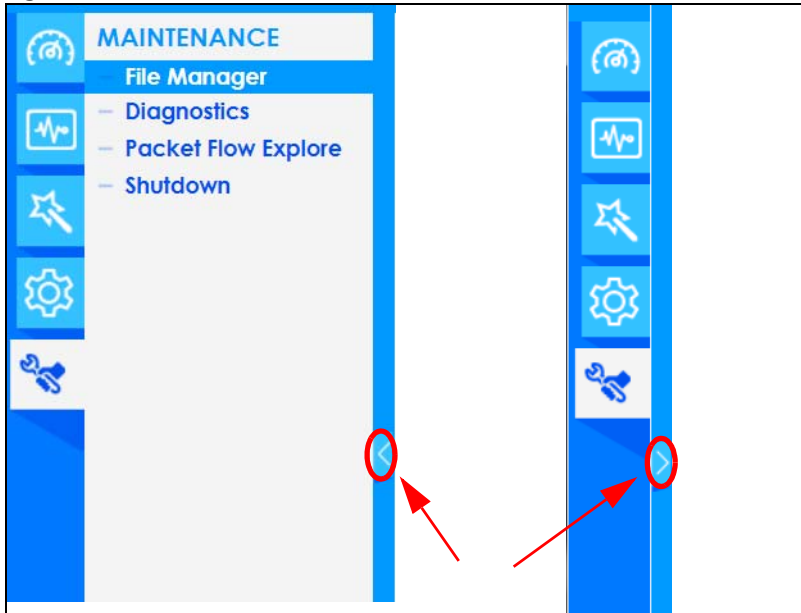 MAINTENANCE
File Manager
Diagnostics
Packet Flow Explore
Shutdown